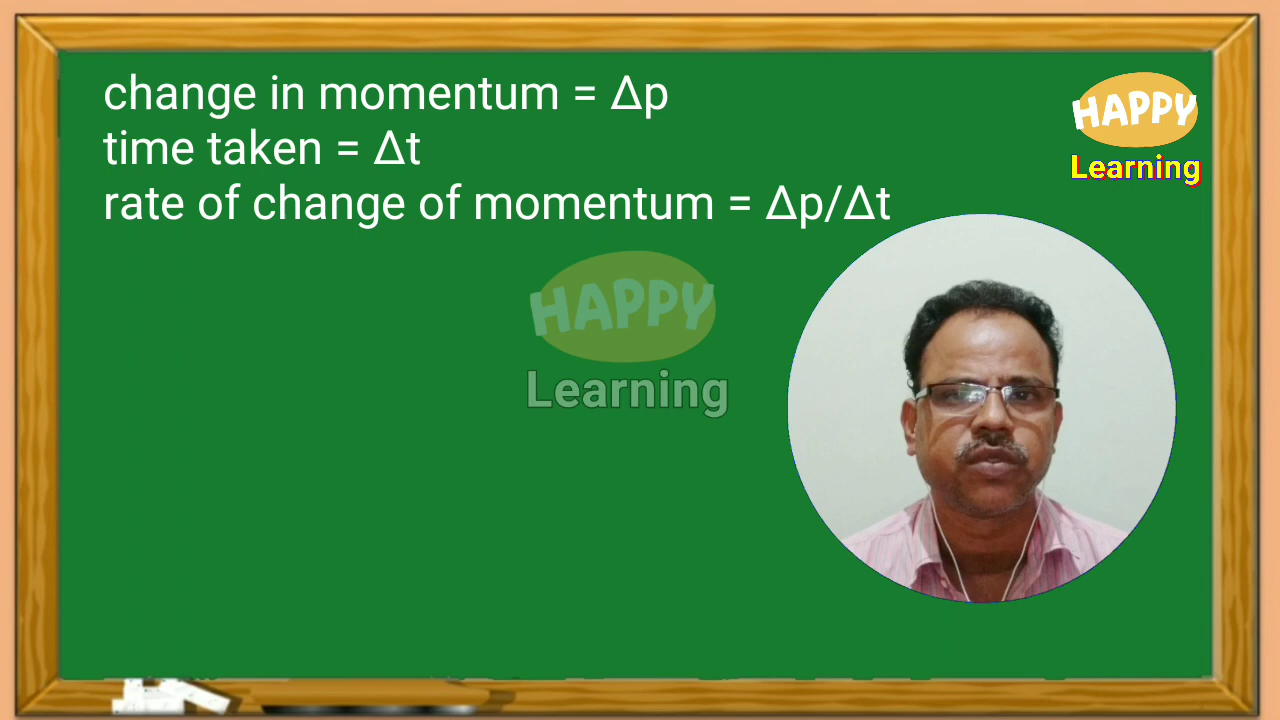 change in momentum = Δp
time taken = Δt
rate of change of momentum = Δp/Δt
HAPPY
Learning
HAPPY
Learning